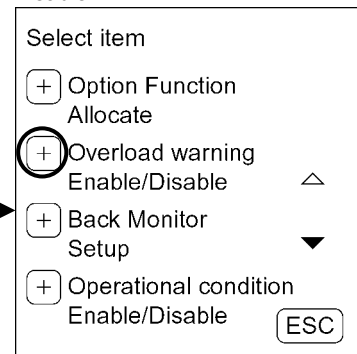 Select item
+ Option Function
Allocate
+ Overload warning
Enable/Disable
+ Back Monitor
Setup
+ Operational condition
Enable/Disable
ESC